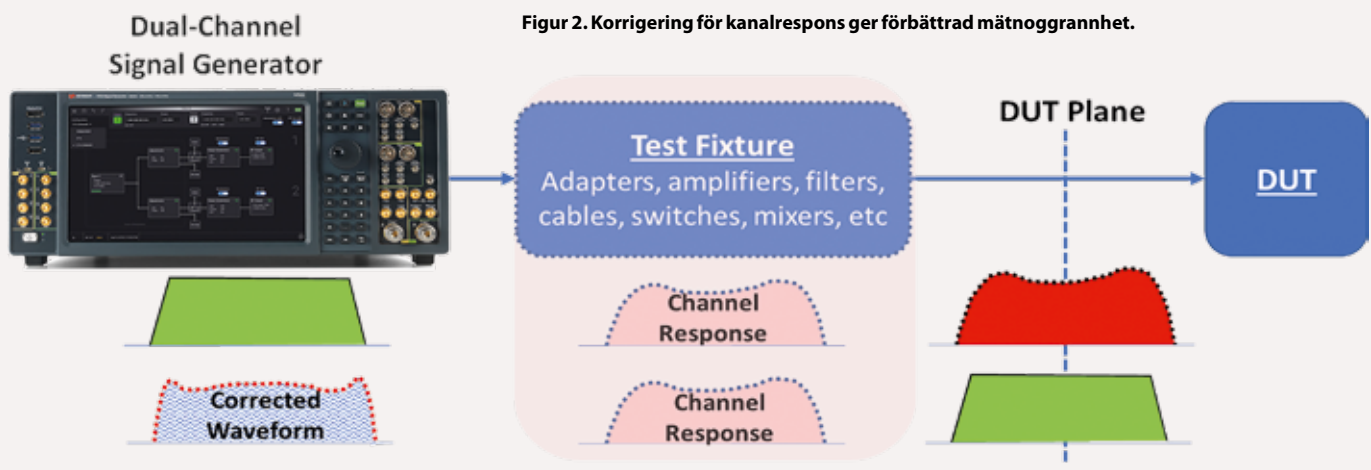 Dual-Channel
Signal Generator
Figur 2. Korrigering för kanalrespons ger förbättrad mätnoggrannhet.
Test Fixture
Adapters, amplifiers, filters,
cables, switches, mixers, etc
DUT Plane
DUT
Channel
Response
Corrected
Waveform
Channel
Response